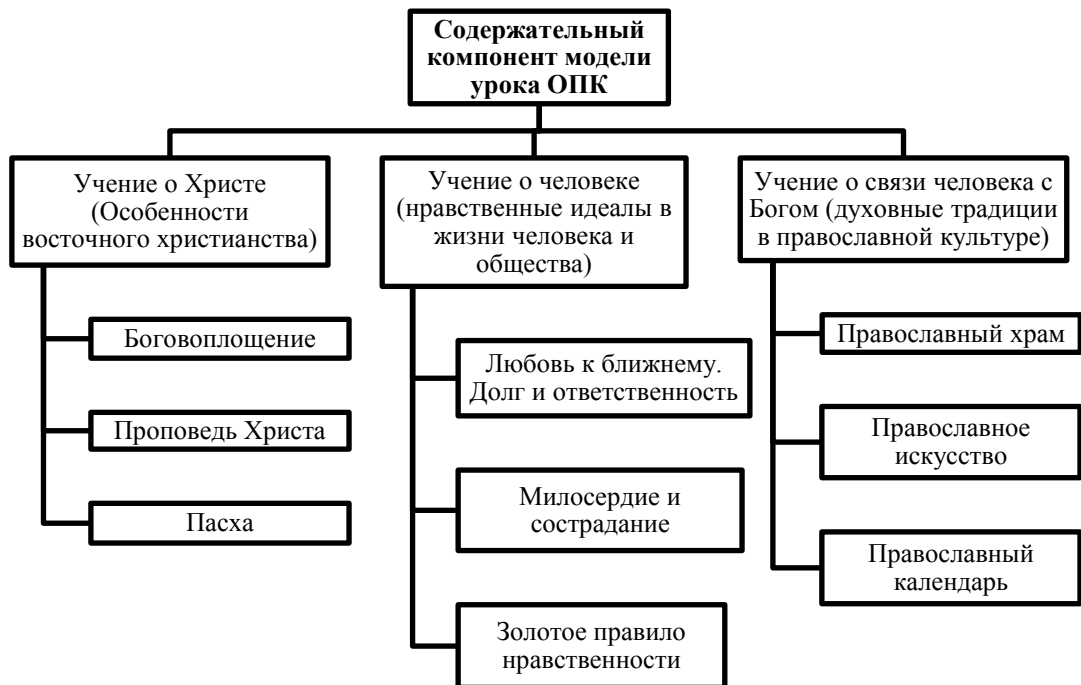 Содержательный
компонент модели
урока ОПК
Учение о Христе
(Особенности
восточного христианства)
Боговоплощение
Проповедь Христа
Пасха
Учение о человеке
(нравственные идеалы в
жизни человека и
общества)
Любовь к ближнему.
Долг и ответственность
Милосердие и
сострадание
Золотое правило
нравственности
Учение о связи человека с
Богом (духовные традиции
в православной культуре)
Православный храм
Православное
искусство
Православный
календарь